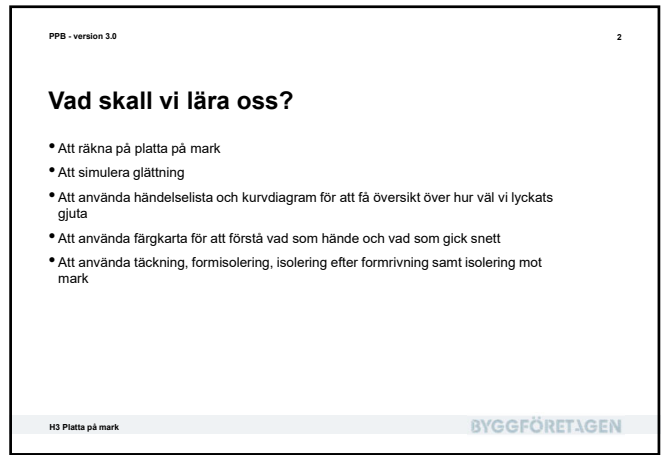 PPB - version 3.0 2
Vad skall vi lära oss?
• Att räkna på platta på mark
• Att simulera glättning
• Att använda händelselista och kurvdiagram för att få översikt över hur väl vi lyckats
gjuta
• Att använda färgkarta för att förstå vad som hände och vad som gick snett
• Att använda täckning, formisolering, isolering efter formrivning samt isolering mot
mark
H3 Platta på mark BYGGFÖRETAGEN